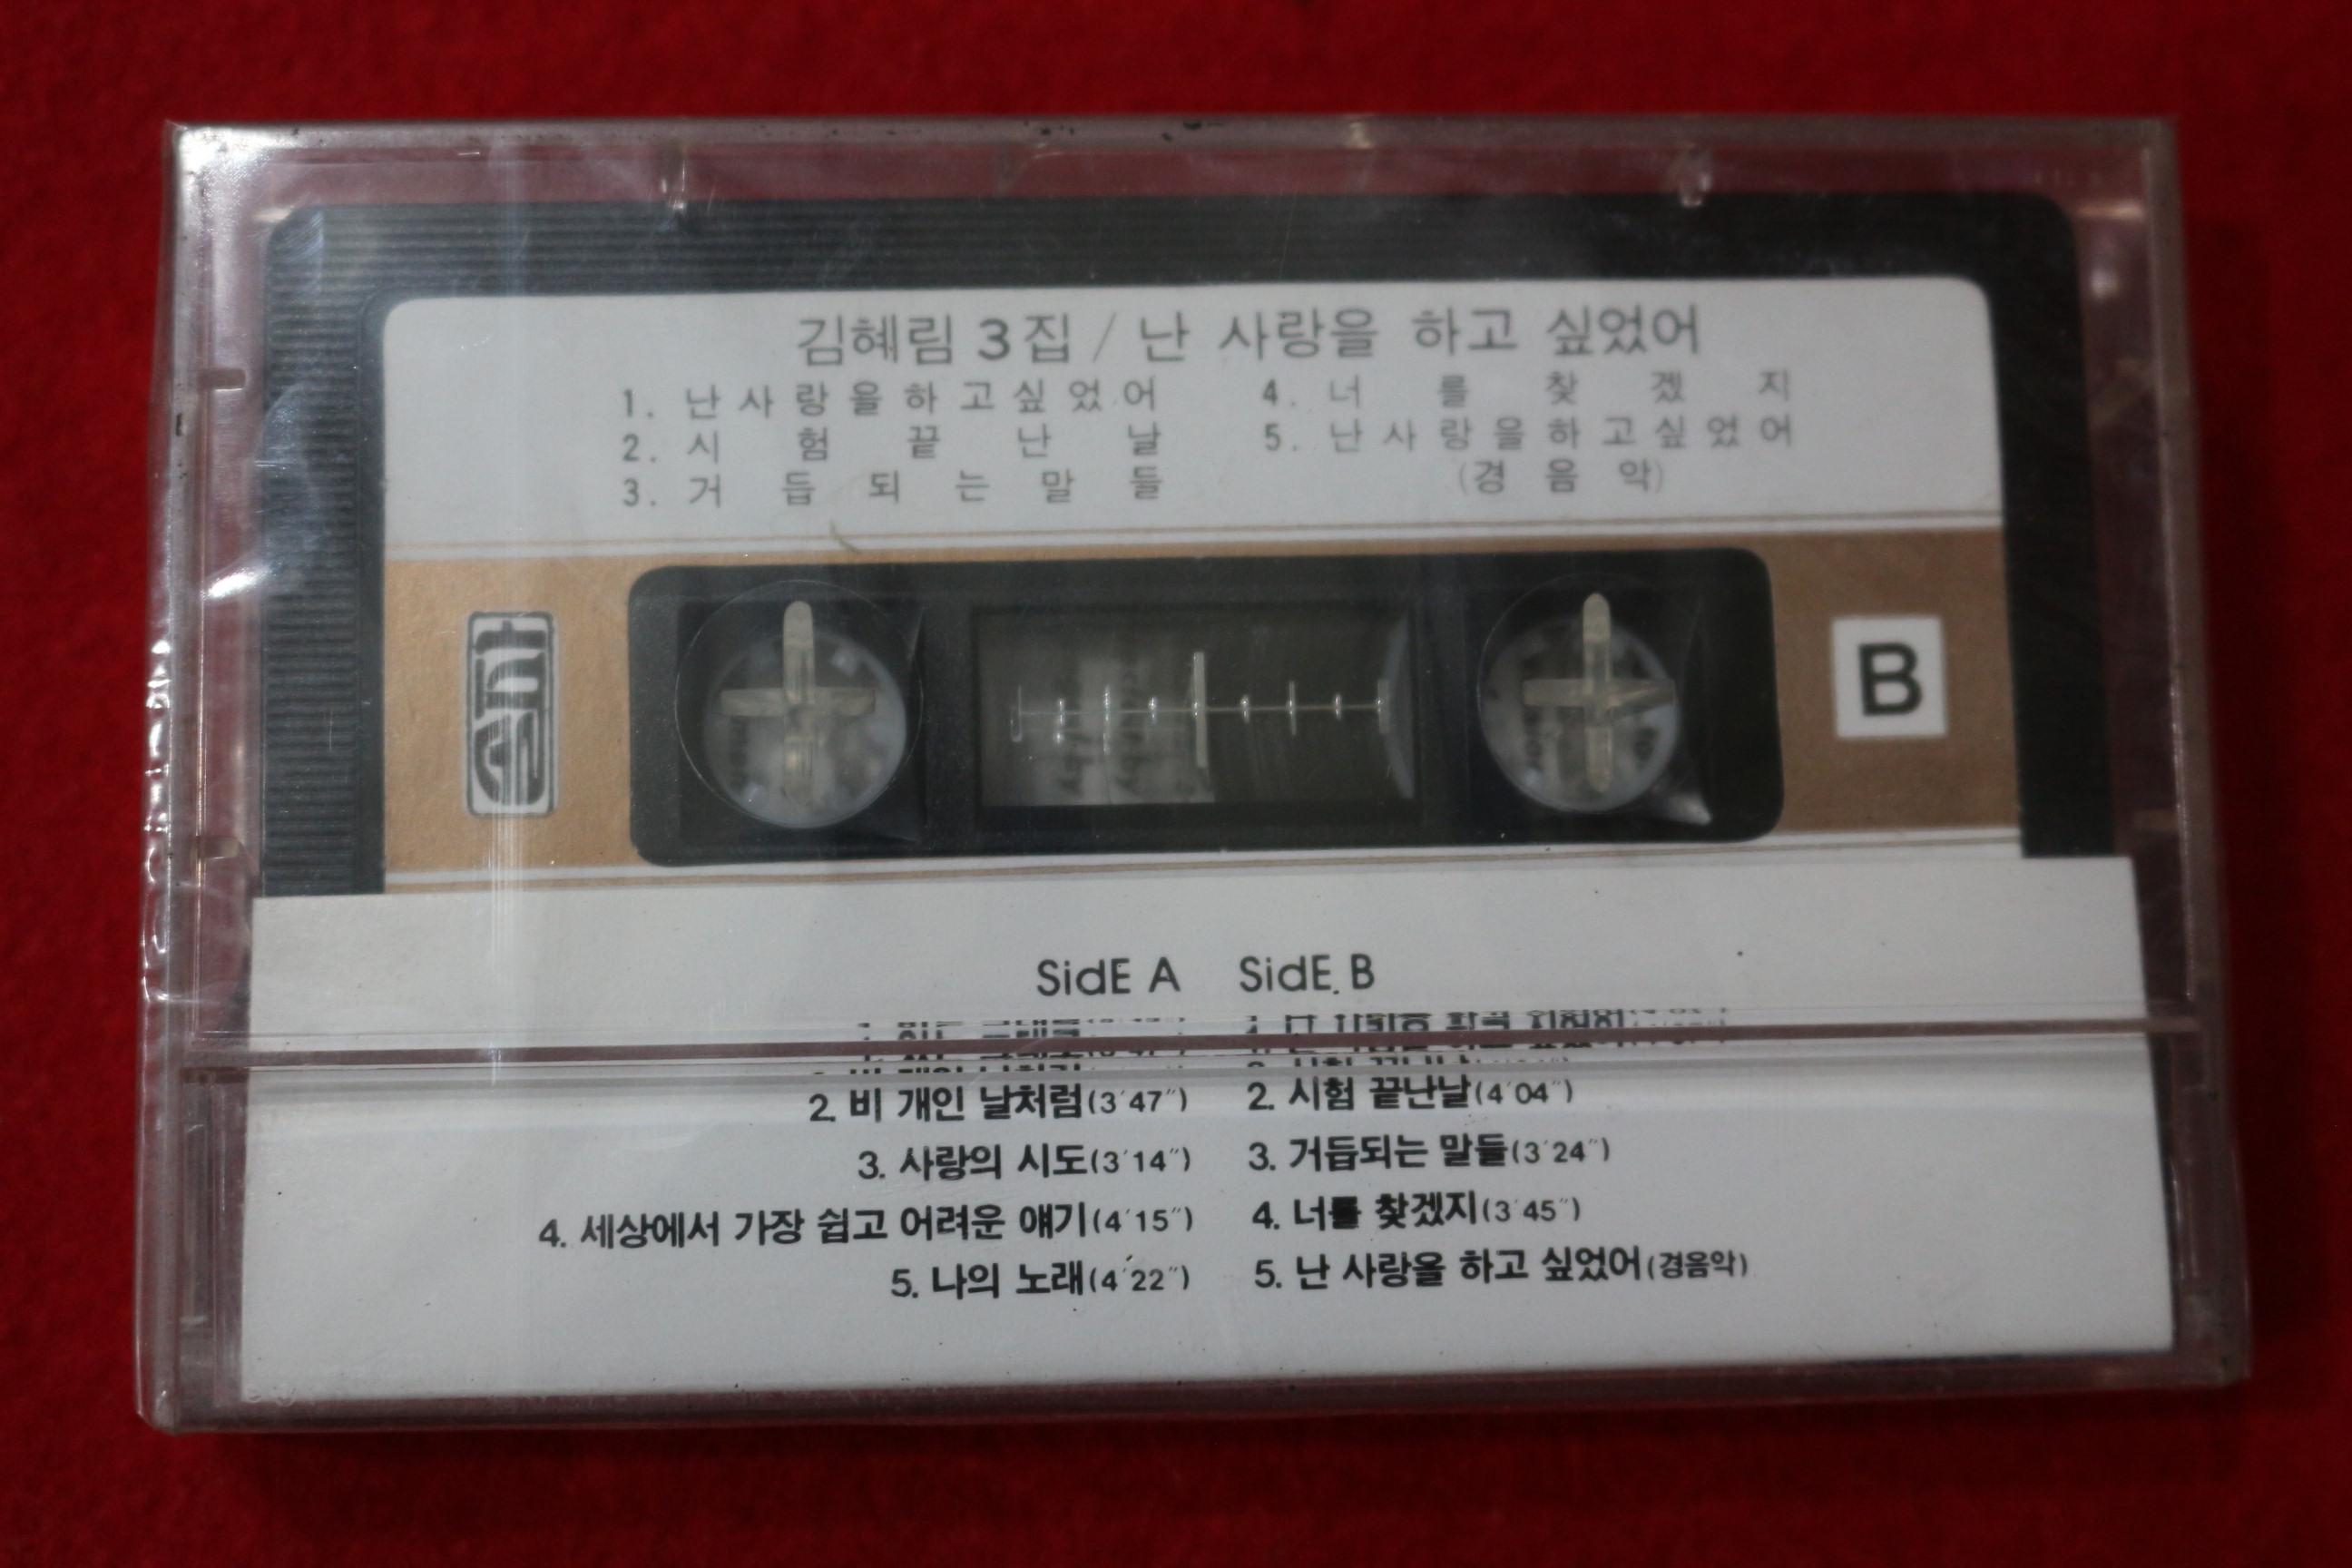 김혜림 3집 / 난 사랑을 하고 싶었어
1. 난사랑을하고싶었어
2. 시험끝난날
3. 거듭되는말들
4. 너를찾겠지
5. 난사랑을하고싶었어
(경음악)
B
SidE A
2. 비 개인 날처럼(3′47″)
3. 사랑의 시도(3′14″)
4. 세상에서 가장 쉽고 어려운 얘기(4′15″)
5. 나의 노래(4′22″)
SidE B
2. 시험 끝난날(4′04″)
3. 거듭되는 말들(3′24″)
4. 너를 찾겠지(3′45″)
5. 난 사랑을 하고 싶었어(경음악)